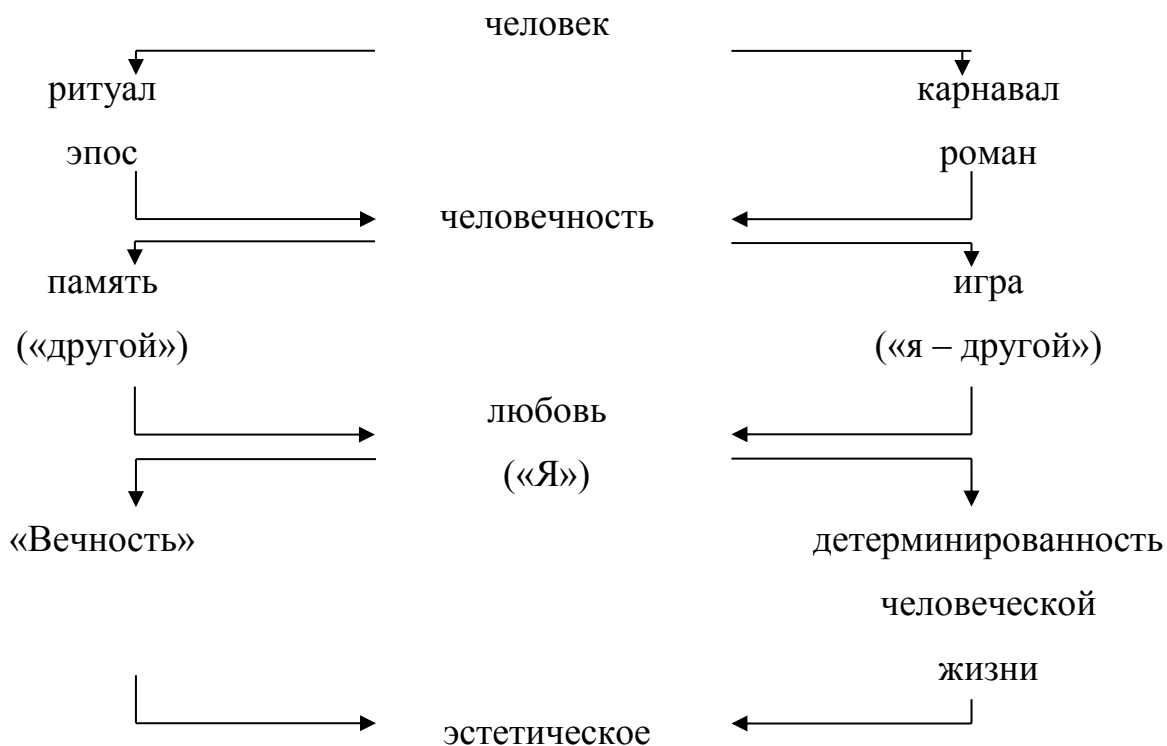 человек
ритуал карнавал
эпос роман
человечность
память игра
(«другой») («я – другой»)
любовь
(«Я»)
«Вечность» детерминированность
человеческой
жизни
эстетическое